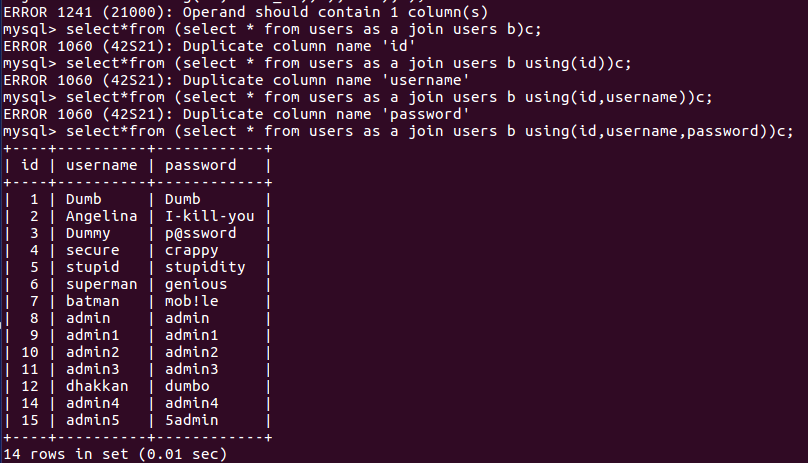 ERROR 1241 (21000): Operand should contain 1 column(s)
mysql> select*from (select * from users as a join users b)c;
ERROR 1060 (42S21): Duplicate column name 'id'
mysql> select*from (select * from users as a join users b using(id))c;
ERROR 1060 (42S21): Duplicate column name 'username'
mysql> select*from (select * from users as a join users b using(id,username))c;
ERROR 1060 (42S21): Duplicate column name 'password'
mysql> select*from (select * from users as a join users b using(id,username,password))c;
+----+----------+------------+
| id | username | password   |
+----+----------+------------+
|  1 | Dumb     | Dumb       |
|  2 | Angelina | I-kill-you |
|  3 | Dummy    | p@ssword   |
|  4 | secure   | crappy     |
|  5 | stupid   | stupidity  |
|  6 | superman | genious    |
|  7 | batman   | mob!le     |
|  8 | admin    | admin      |
|  9 | admin1   | admin1     |
| 10 | admin2   | admin2     |
| 11 | admin3   | admin3     |
| 12 | dhakkan  | dumbo      |
| 14 | admin4   | admin4     |
| 15 | admin5   | 5admin     |
+----+----------+------------+
14 rows in set (0.01 sec)